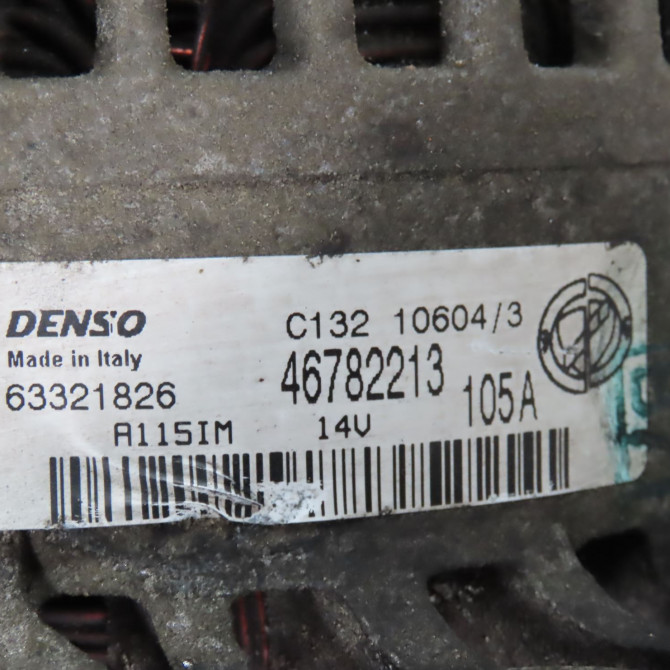 DENSO C132 10604/3
Made in Italy 46782213
63321826 105A
A115IM 14V